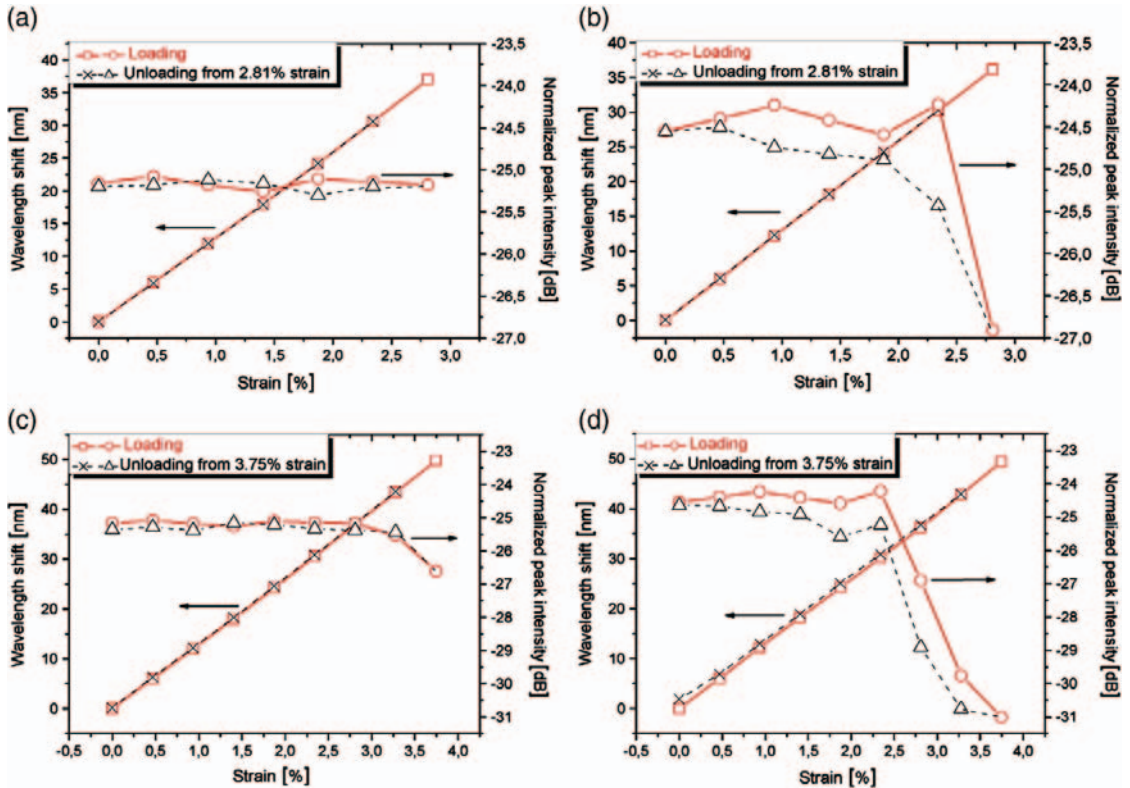 (a)
Loading
Unloading from 2.81% strain
Wavelength shift [nm]
40
35
30
25
20
15
10
5
0
-23,5
-24,0
-24,5
-25,0
-25,5
-26,0
-26,5
-27,0
Normalized peak intensity [dB]
0,0 0,5 1,0 1,5 2,0 2,5 3,0
Strain [%]
(b)
Loading
Unloading from 2.81% strain
Wavelength shift [nm]
40
35
30
25
20
15
10
5
0
-23,5
-24,0
-24,5
-25,0
-25,5
-26,0
-26,5
-27,0
Normalized peak intensity [dB]
0,0 0,5 1,0 1,5 2,0 2,5 3,0
Strain [%]
(c)
Loading
Unloading from 3.75% strain
Wavelength shift [nm]
50
40
30
20
10
0
-23
-24
-25
-26
-27
-28
-29
-30
-31
Normalized peak intensity [dB]
-0,5 0,0 0,5 1,0 1,5 2,0 2,5 3,0 3,5 4,0
Strain [%]
(d)
Loading
Unloading from 3.75% strain
Wavelength shift [nm]
50
40
30
20
10
0
-23
-24
-25
-26
-27
-28
-29
-30
-31
Normalized peak intensity [dB]
-0,5 0,0 0,5 1,0 1,5 2,0 2,5 3,0 3,5 4,0
Strain [%]